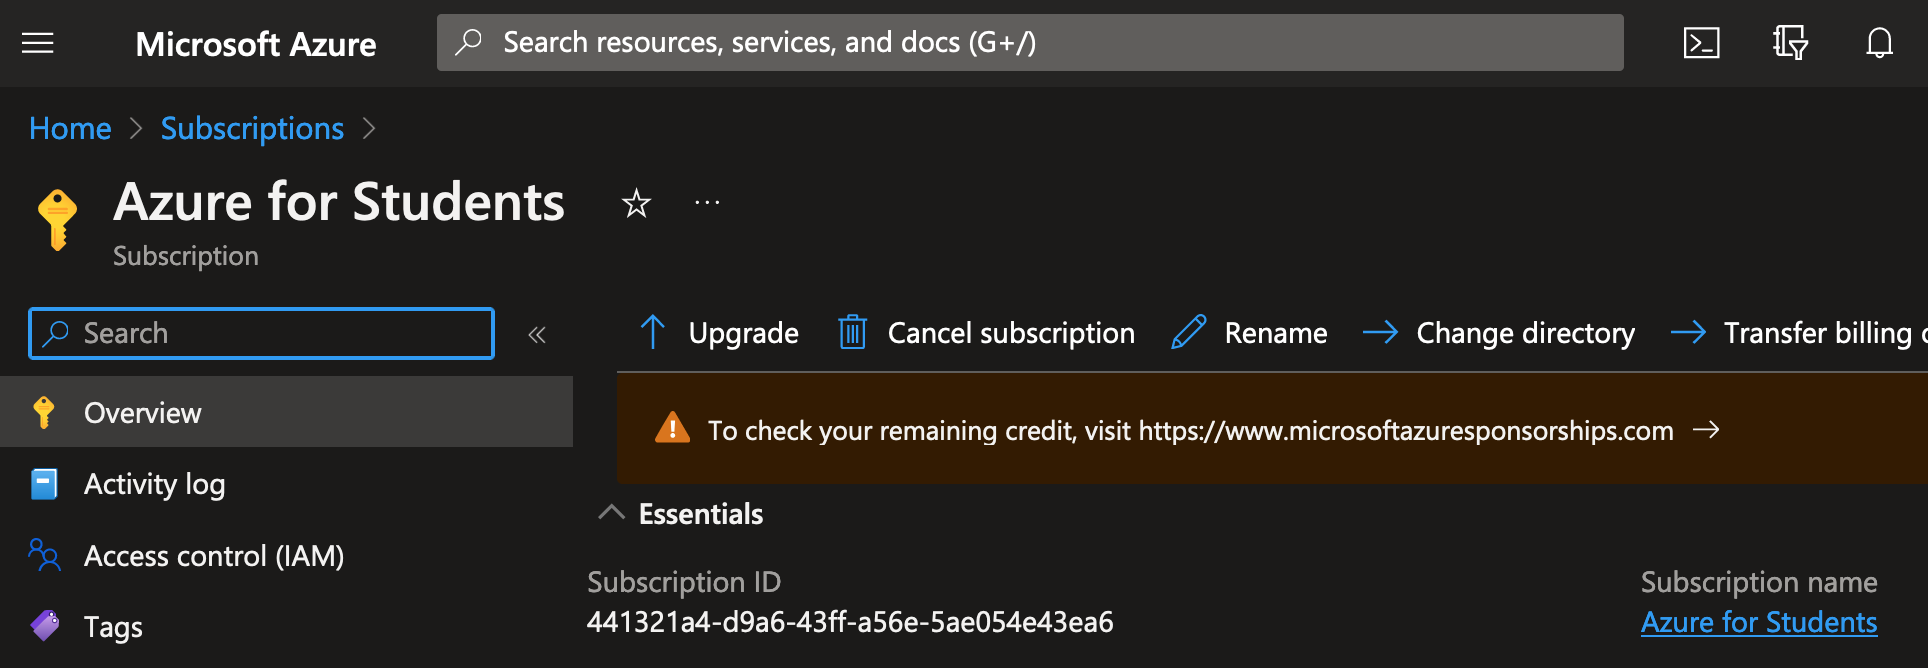 Microsoft Azure
Search resources, services, and docs (G+/)
Home > Subscriptions >
Azure for Students
Subscription
Search
Upgrade
Cancel subscription
Rename
Change directory
Transfer billing
Overview
To check your remaining credit, visit https://www.microsoftazuresponsorships.com
Activity log
Essentials
Access control (IAM)
Subscription ID
Subscription name
441321a4-d9a6-43ff-a56e-5ae054e43ea6
Azure for Students
Tags